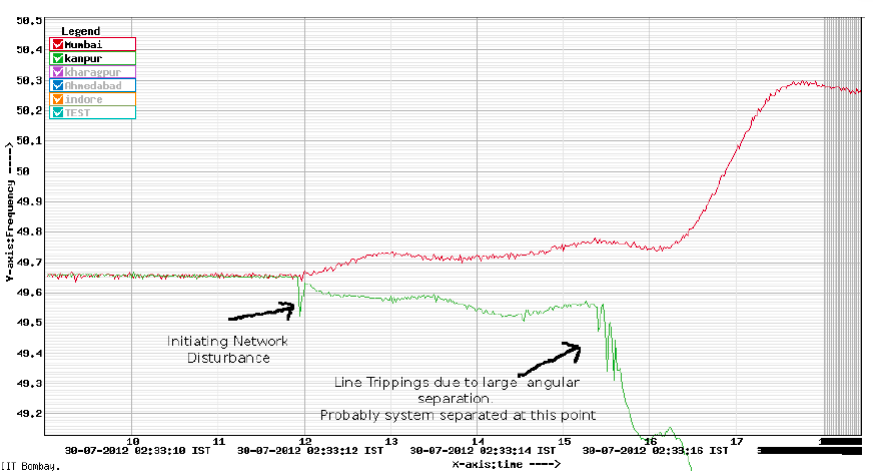 50.5
Legend
50.4
Mumbai
kanpur
50.3
kharagpur
Ahmedabad
indore
50.2
TEST
50.1
50
49.9
49.8
49.7
49.6
49.5
49.4
49.3
49.2
Y-axis:Frequency ---->
Initiating Network
Disturbance
Line Trippings due to large angular
separation.
Probably system separated at this point
10 11 12 13 14 15 16 17
30-07-2012 02:33:10 IST 30-07-2012 02:33:12 IST 30-07-2012 02:33:14 IST 30-07-2012 02:33:16 IST
X-axis:time ---->
IIT Bombay.